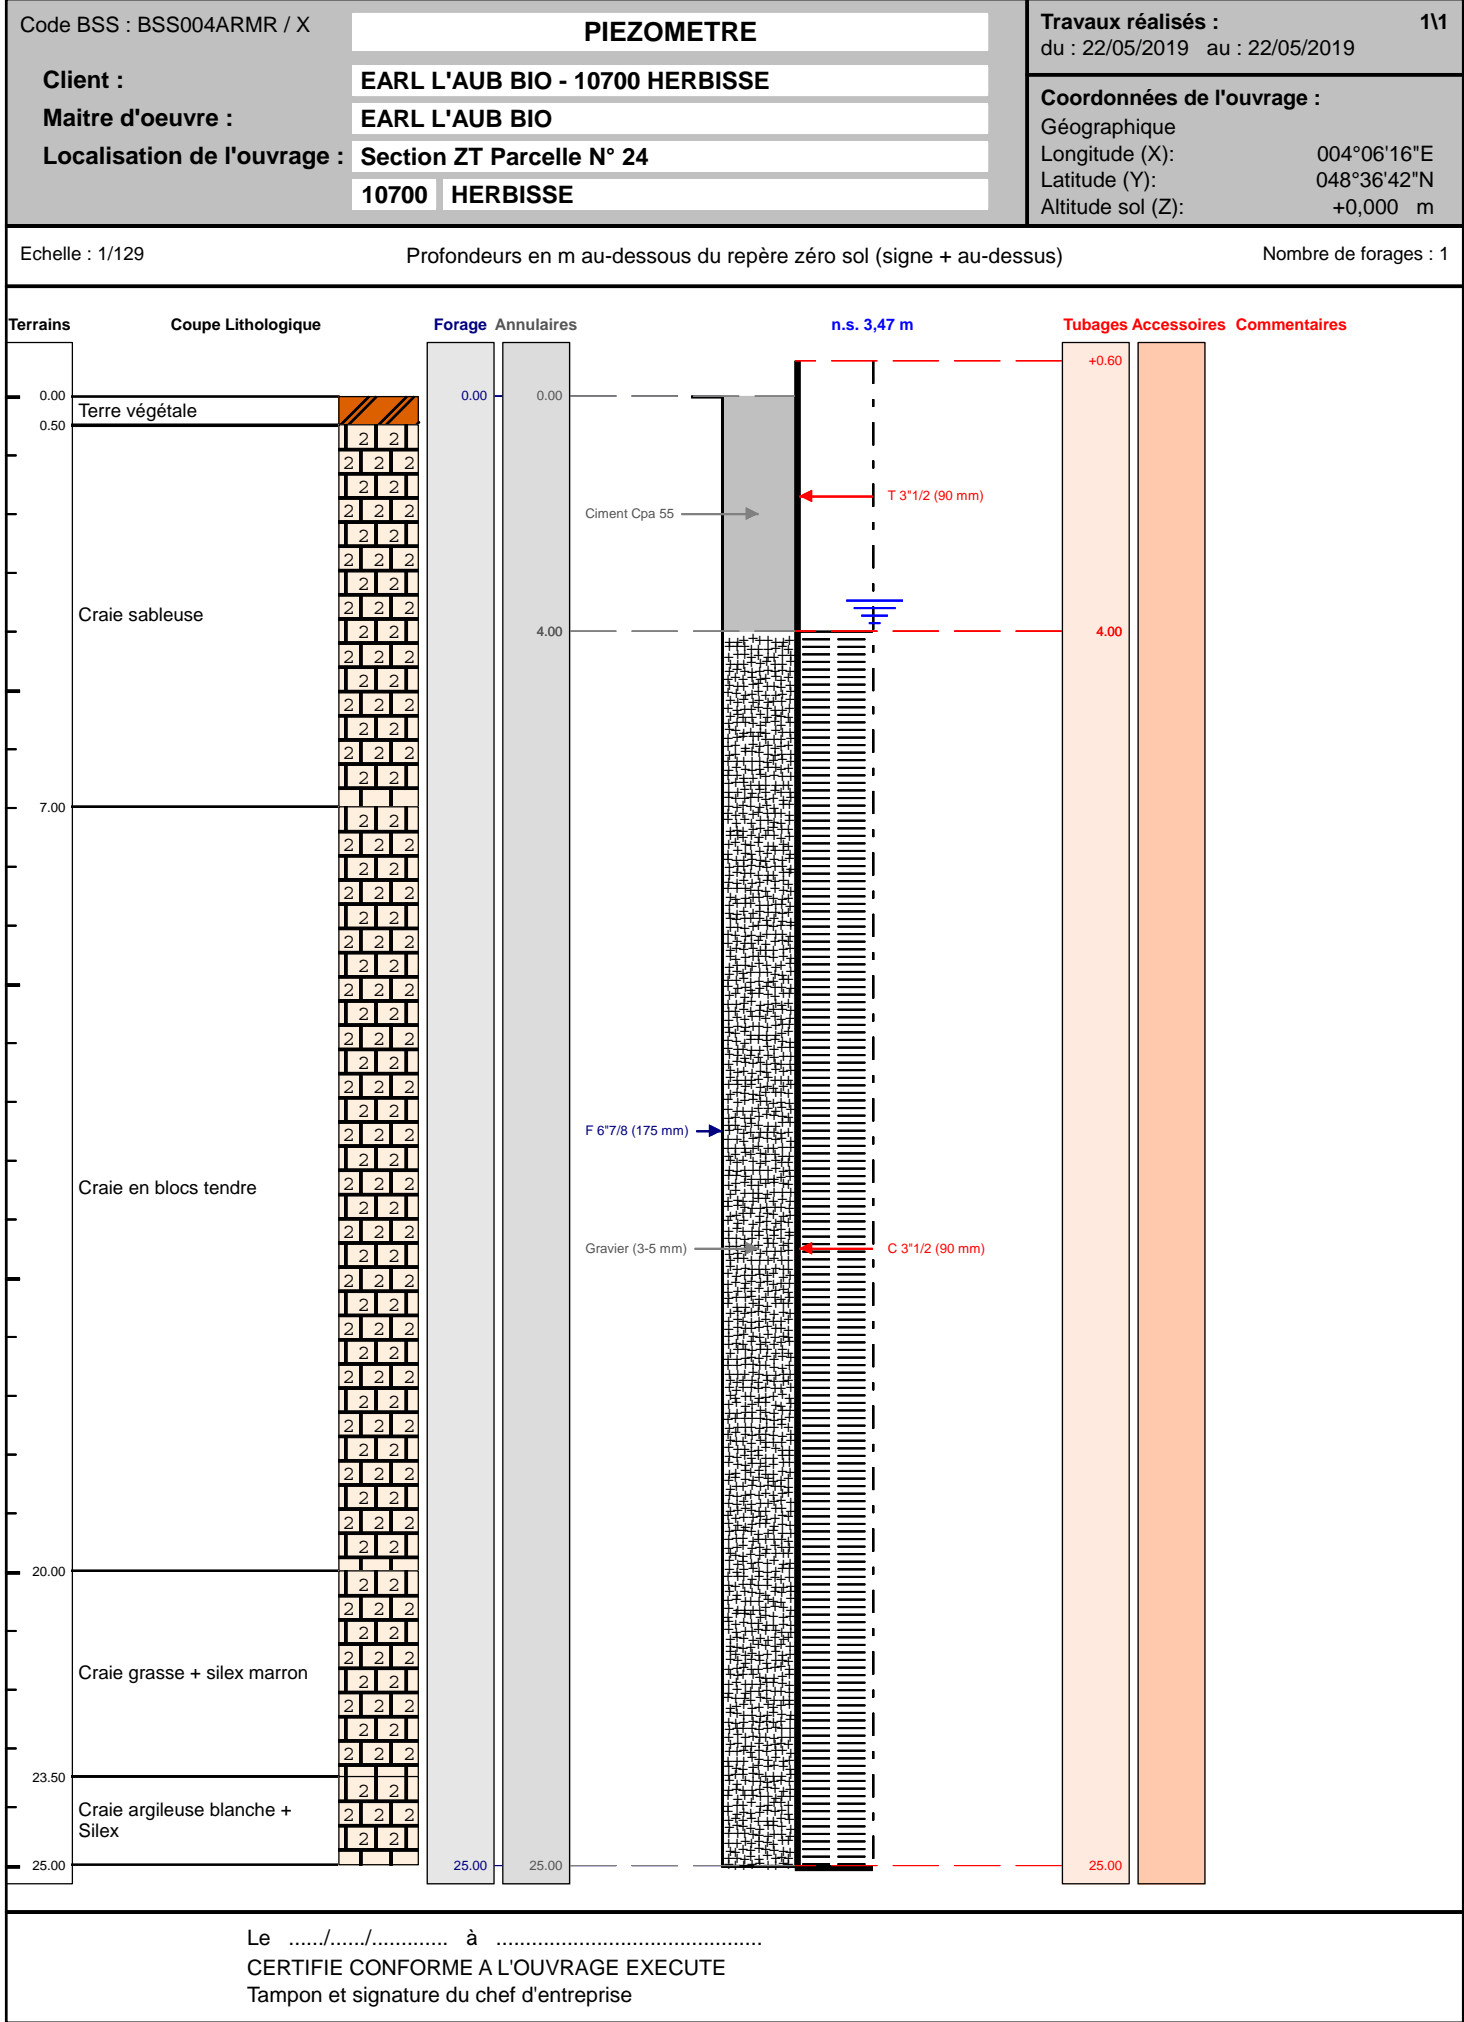 Code BSS : BSS004ARMR / X
PIEZOMETRE
Client :
EARL L'AUB BIO - 10700 HERBISSE
Maitre d'oeuvre :
EARL L'AUB BIO
Localisation de l'ouvrage :
Section ZT Parcelle N° 24
10700 HERBISSE
Travaux réalisés : 1\1
du : 22/05/2019 au : 22/05/2019
Coordonnées de l'ouvrage :
Géographique
Longitude (X): 004°06'16"E
Latitude (Y): 048°36'42"N
Altitude sol (Z): +0,000 m
Echelle : 1/129
Profondeurs en m au-dessous du repère zéro sol (signe + au-dessus)
Nombre de forages : 1
Terrains Coupe Lithologique Forage Annulaires n.s. 3,47 m Tubages Accessoires Commentaires
+0.60
0.00 0.00 0.00
Terre végétale
0.50
T 3"1/2 (90 mm)
Ciment Cpa 55
Craie sableuse
4.00 4.00
7.00
F 6"7/8 (175 mm)
Craie en blocs tendre
Gravier (3-5 mm)
C 3"1/2 (90 mm)
20.00
Craie grasse + silex marron
23.50
Craie argileuse blanche +
Silex
25.00 25.00 25.00 25.00
Le ....../....../............. à .............................................
CERTIFIE CONFORME A L'OUVRAGE EXECUTE
Tampon et signature du chef d'entreprise